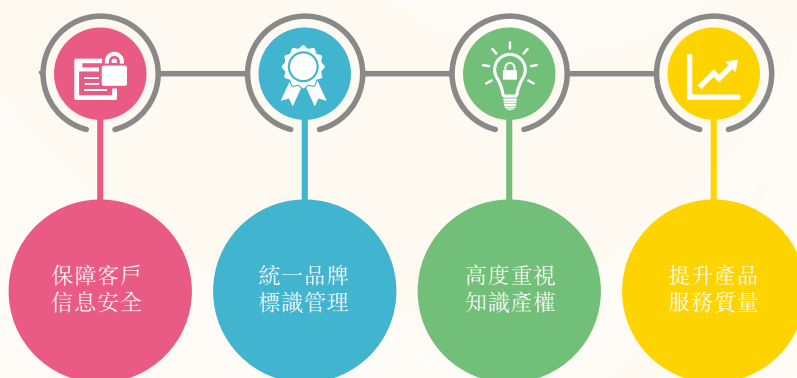 保障客戶
信息安全
統一品牌
標識管理
高度重視
知識產權
提升產品
服務質量